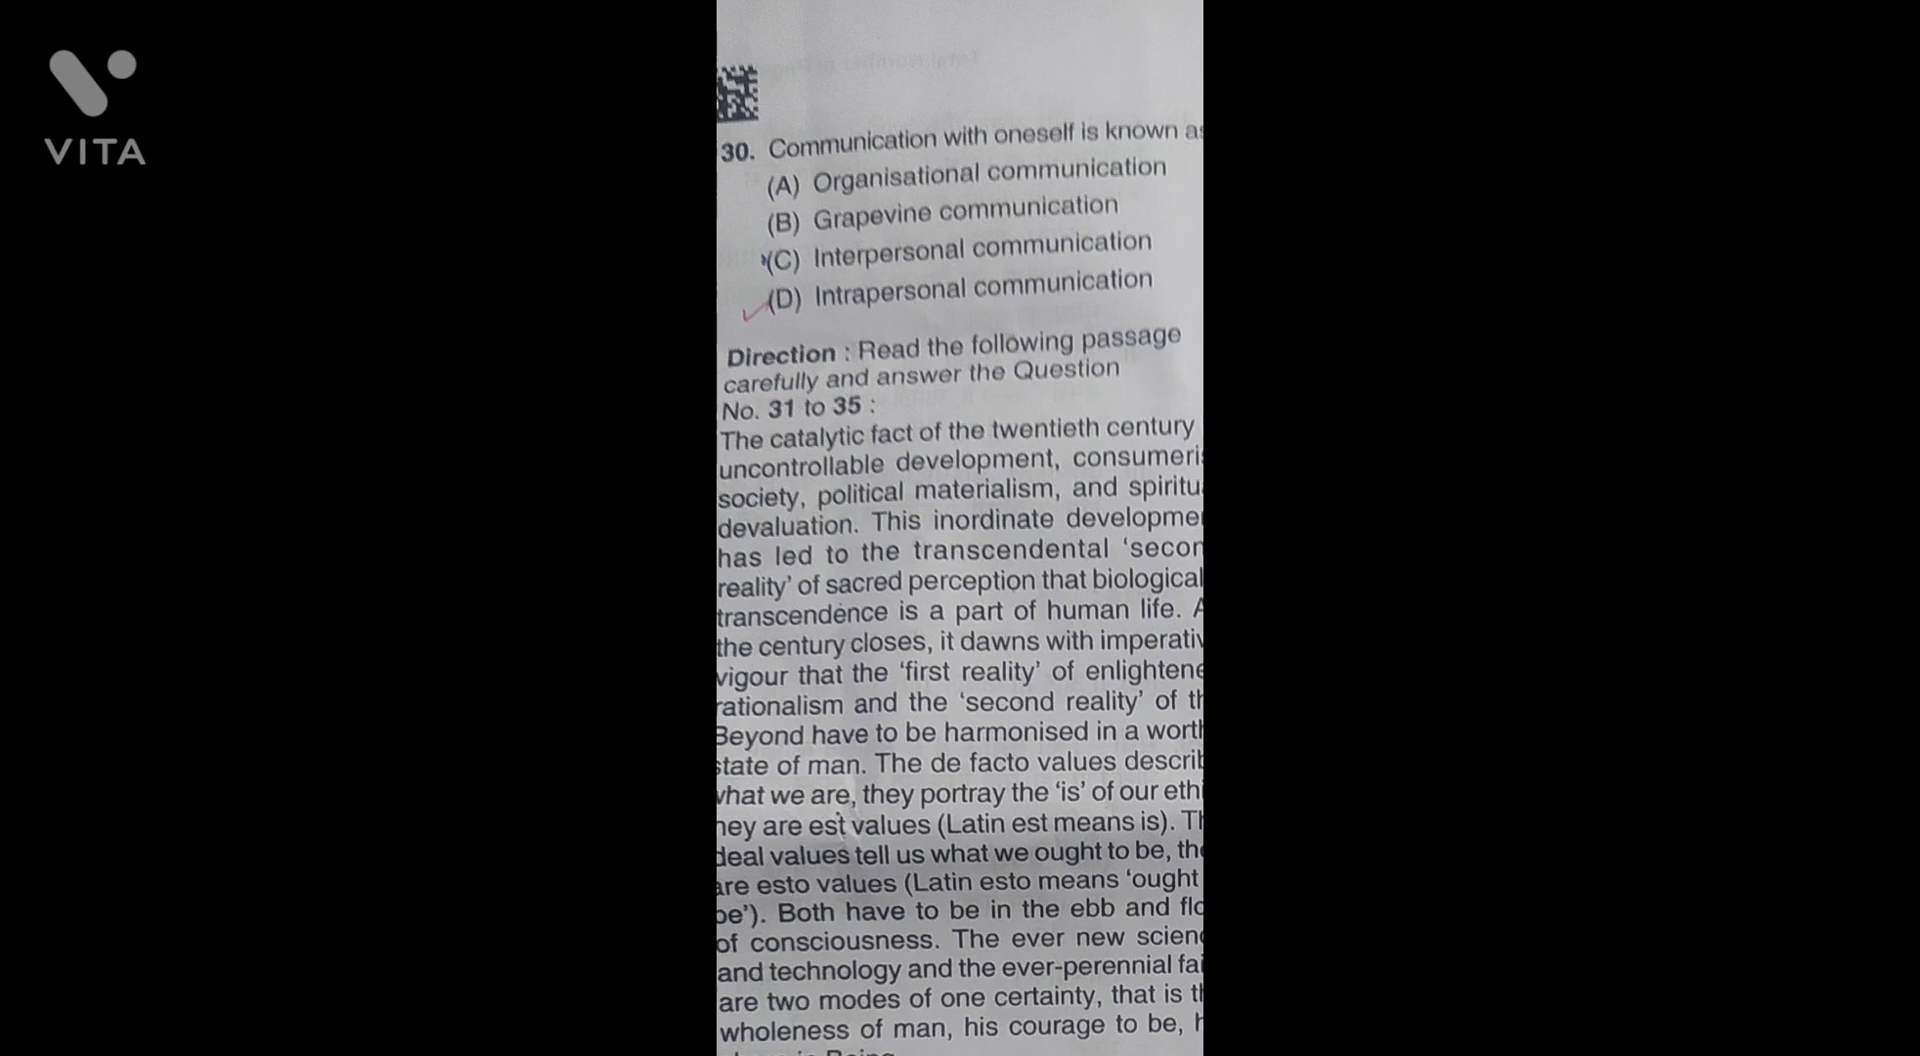 VITA
30. Communication with oneself is known as
(A) Organisational communication
(B) Grapevine communication
(C) Interpersonal communication
(D) Intrapersonal communication
Direction : Read the following passage
carefully and answer the Question
No. 31 to 35 :
The catalytic fact of the twentieth century
uncontrollable development, consumeris
society, political materialism, and spiritu
devaluation. This inordinate developme
has led to the transcendental ‘secon
reality’ of sacred perception that biological
transcendence is a part of human life. A
the century closes, it dawns with imperativ
vigour that the ‘first reality’ of enlightene
rationalism and the ‘second reality’ of th
Beyond have to be harmonised in a worth
state of man. The de facto values describ
what we are, they portray the ‘is’ of our ethi
hey are est values (Latin est means is). Th
deal values tell us what we ought to be, the
are esto values (Latin esto means ‘ought
be’). Both have to be in the ebb and flo
of consciousness. The ever new scienc
and technology and the ever-perennial fai
are two modes of one certainty, that is th
wholeness of man, his courage to be, h
Being